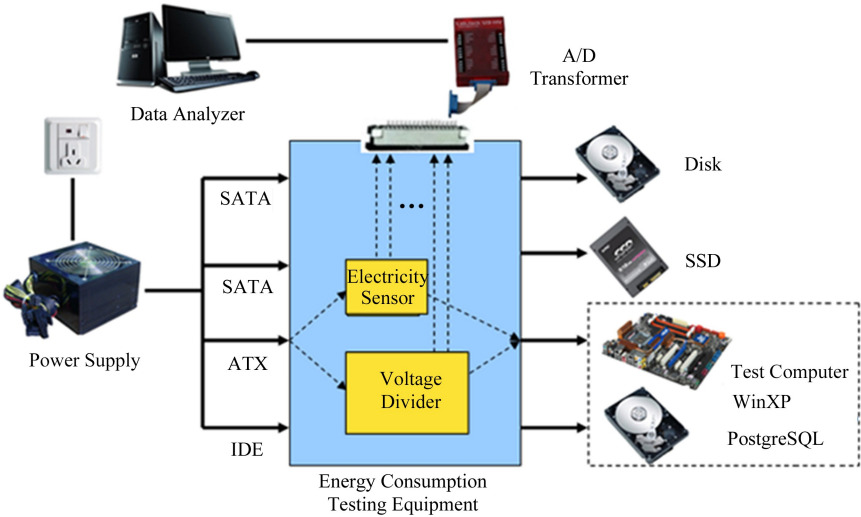 A/D
Transformer
Data Analyzer
SATA
Disk
...
SATA
Electricity
Sensor
SSD
SSD
Power Supply
ATX
Voltage
Divider
Test Computer
WinXP
PostgreSQL
IDE
Energy Consumption
Testing Equipment